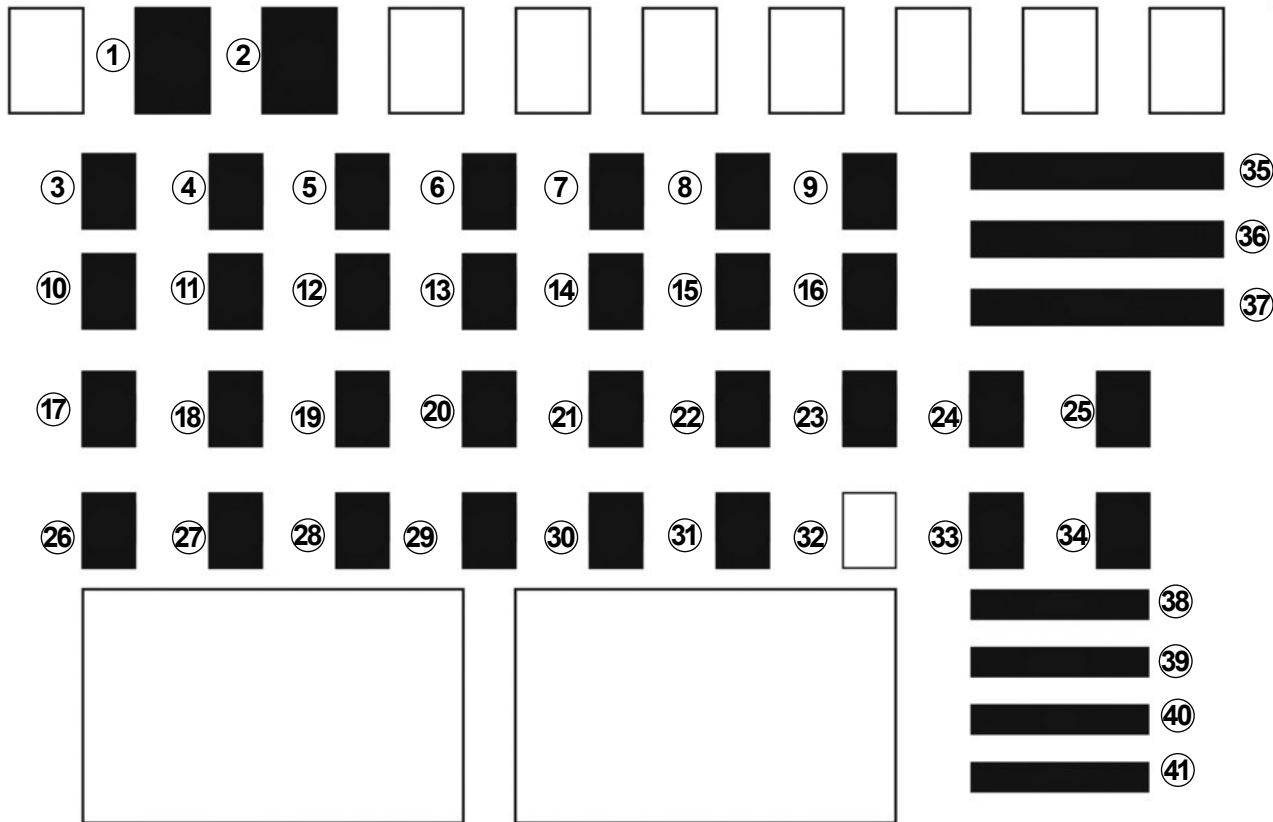 ① ②
③ ④ ⑤ ⑥ ⑦ ⑧ ⑨ ㉟
㊱
⑩ ⑪ ⑫ ⑬ ⑭ ⑮ ⑯ ㊲
⑰ ⑱ ⑲ ⑳ ㉑ ㉒ ㉓ ㉔ ㉕
㉖ ㉗ ㉘ ㉙ ㉚ ㉛ ㉜ ㉝ ㉞
㊳
㊴
㊵
㊶